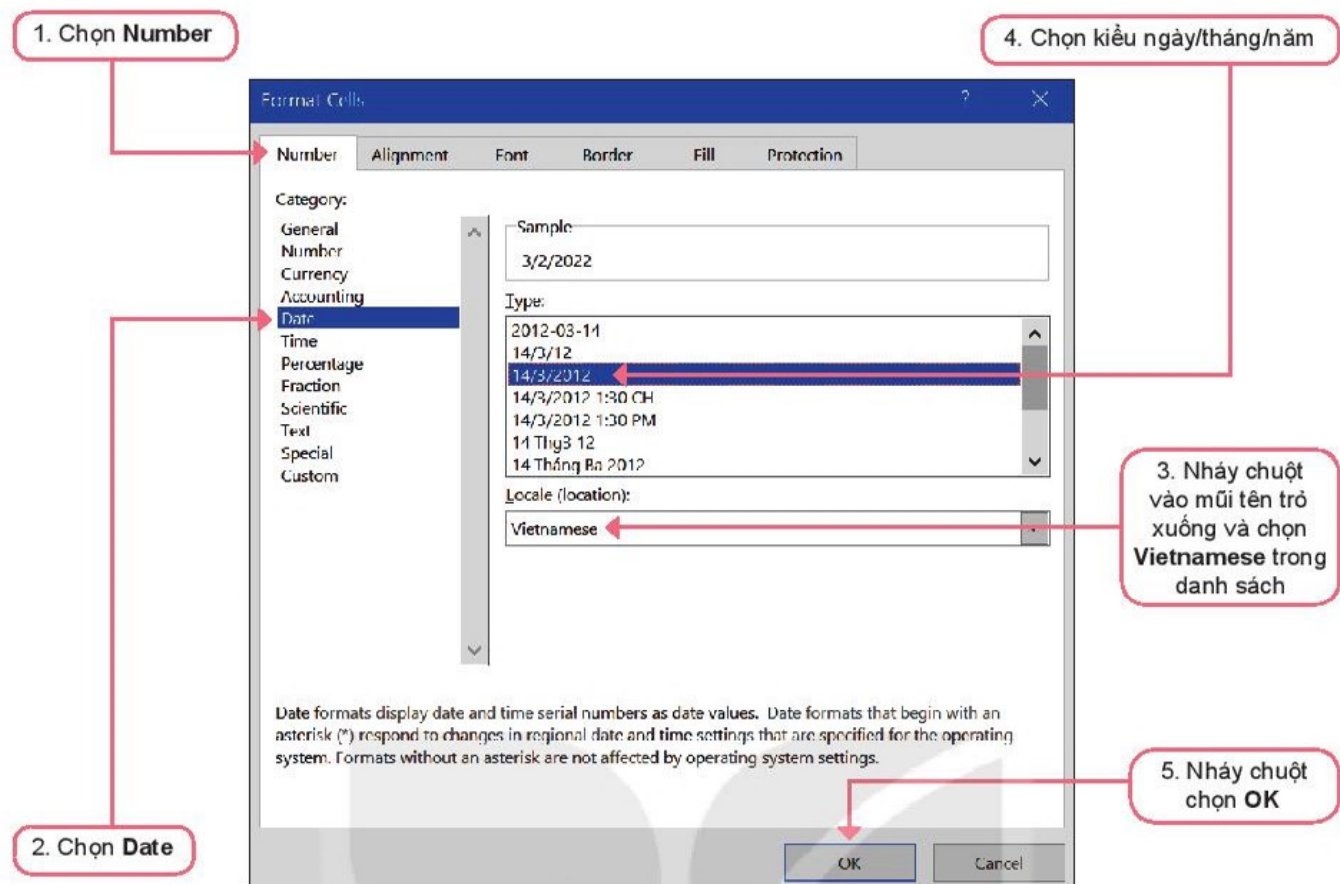 1. Chọn Number
4. Chọn kiểu ngày/tháng/năm
Format Cells
Number Alignment Font Border Fill Protection
Category:
General
Number
Currency
Accounting
Date
Time
Percentage
Fraction
Scientific
Text
Special
Custom
Sample
3/2/2022
Type:
2012-03-14
14/3/12
14/3/2012
14/3/2012 1:30 CH
14/3/2012 1:30 PM
14 Thg3 12
14 Tháng Ba 2012
Locale (location):
Vietnamese
3. Nháy chuột
vào mũi tên trỏ
xuống và chọn
Vietnamese trong
danh sách
Date formats display date and time serial numbers as date values. Date formats that begin with an
asterisk (*) respond to changes in regional date and time settings that are specified for the operating
system. Formats without an asterisk are not affected by operating system settings.
5. Nháy chuột
chọn OK
2. Chọn Date
OK Cancel